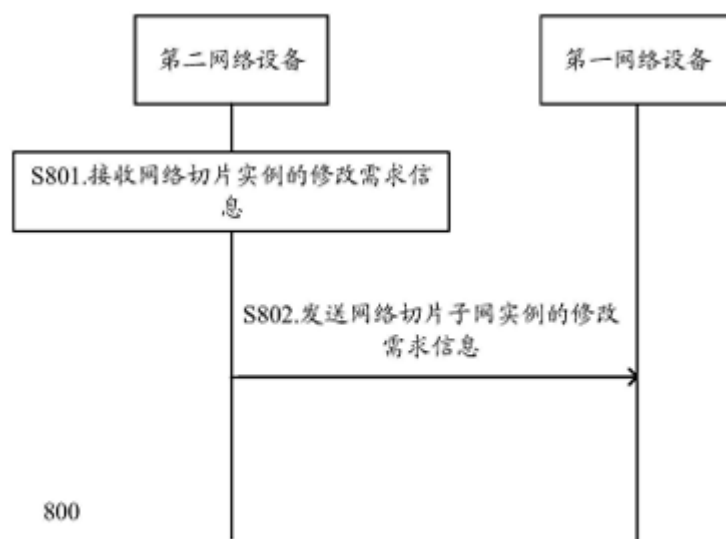 第二网络设备
第一网络设备
S801.接收网络切片实例的修改需求信
息
S802.发送网络切片子网实例的修改
需求信息
800